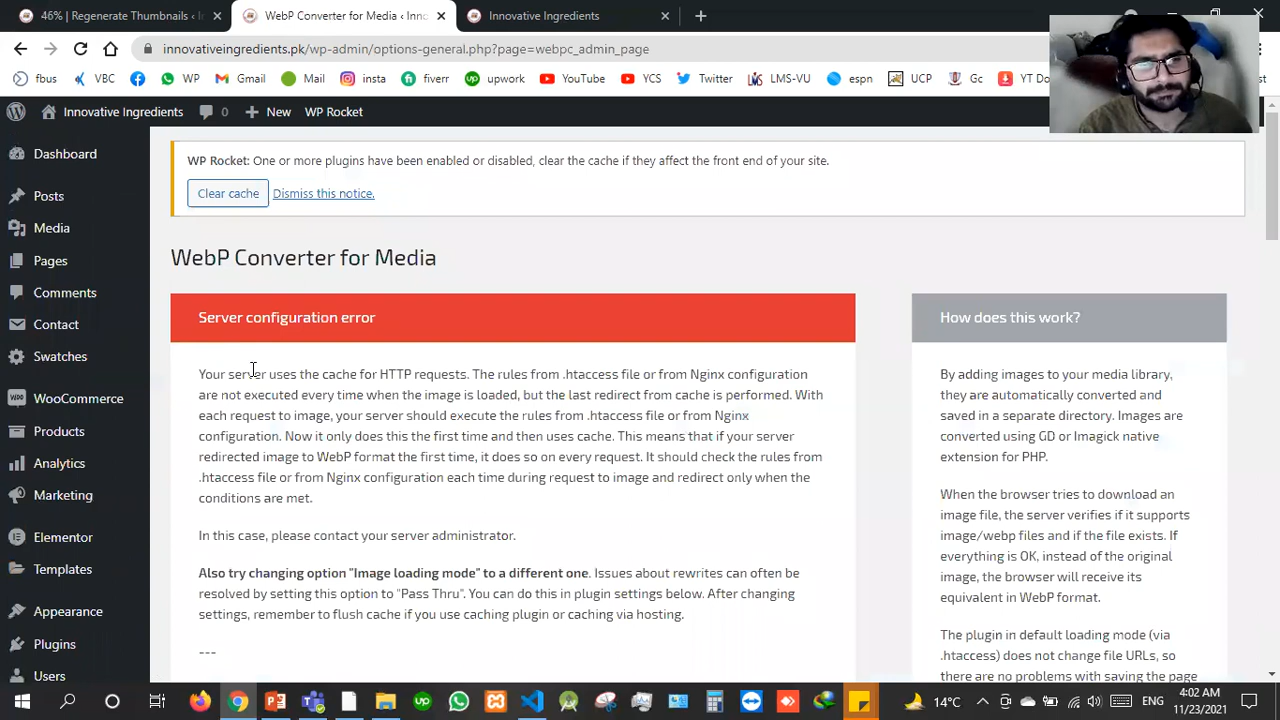 46% | Regenerate Thumbnails ‹ In
WebP Converter for Media ‹ Inno
Innovative Ingredients
innovativeingredients.pk/wp-admin/options-general.php?page=webpc_admin_page
fbus
VBC
WP
Gmail
Mail
insta
fiverr
upwork
YouTube
YCS
Twitter
LMS-VU
espn
UCP
Gc
YT Do
st
Innovative Ingredients
0
New
WP Rocket
Dashboard
Posts
Media
Pages
Comments
Contact
Swatches
WooCommerce
Products
Analytics
Marketing
Elementor
Templates
Appearance
Plugins
Users
WP Rocket: One or more plugins have been enabled or disabled, clear the cache if they affect the front end of your site.
Clear cache
Dismiss this notice.
WebP Converter for Media
Server configuration error
Your server uses the cache for HTTP requests. The rules from .htaccess file or from Nginx configuration
are not executed every time when the image is loaded, but the last redirect from cache is performed. With
each request to image, your server should execute the rules from .htaccess file or from Nginx
configuration. Now it only does this the first time and then uses cache. This means that if your server
redirected image to WebP format the first time, it does so on every request. It should check the rules from
.htaccess file or from Nginx configuration each time during request to image and redirect only when the
conditions are met.
In this case, please contact your server administrator.
Also try changing option "Image loading mode" to a different one. Issues about rewrites can often be
resolved by setting this option to "Pass Thru". You can do this in plugin settings below. After changing
settings, remember to flush cache if you use caching plugin or caching via hosting.
---
How does this work?
By adding images to your media library,
they are automatically converted and
saved in a separate directory. Images are
converted using GD or Imagick native
extension for PHP.
When the browser tries to download an
image file, the server verifies if it supports
image/webp files and if the file exists. If
everything is OK, instead of the original
image, the browser will receive its
equivalent in WebP format.
The plugin in default loading mode (via
.htaccess) does not change file URLs, so
there are no problems with saving the page
14°C
ENG
4:02 AM
11/23/2021